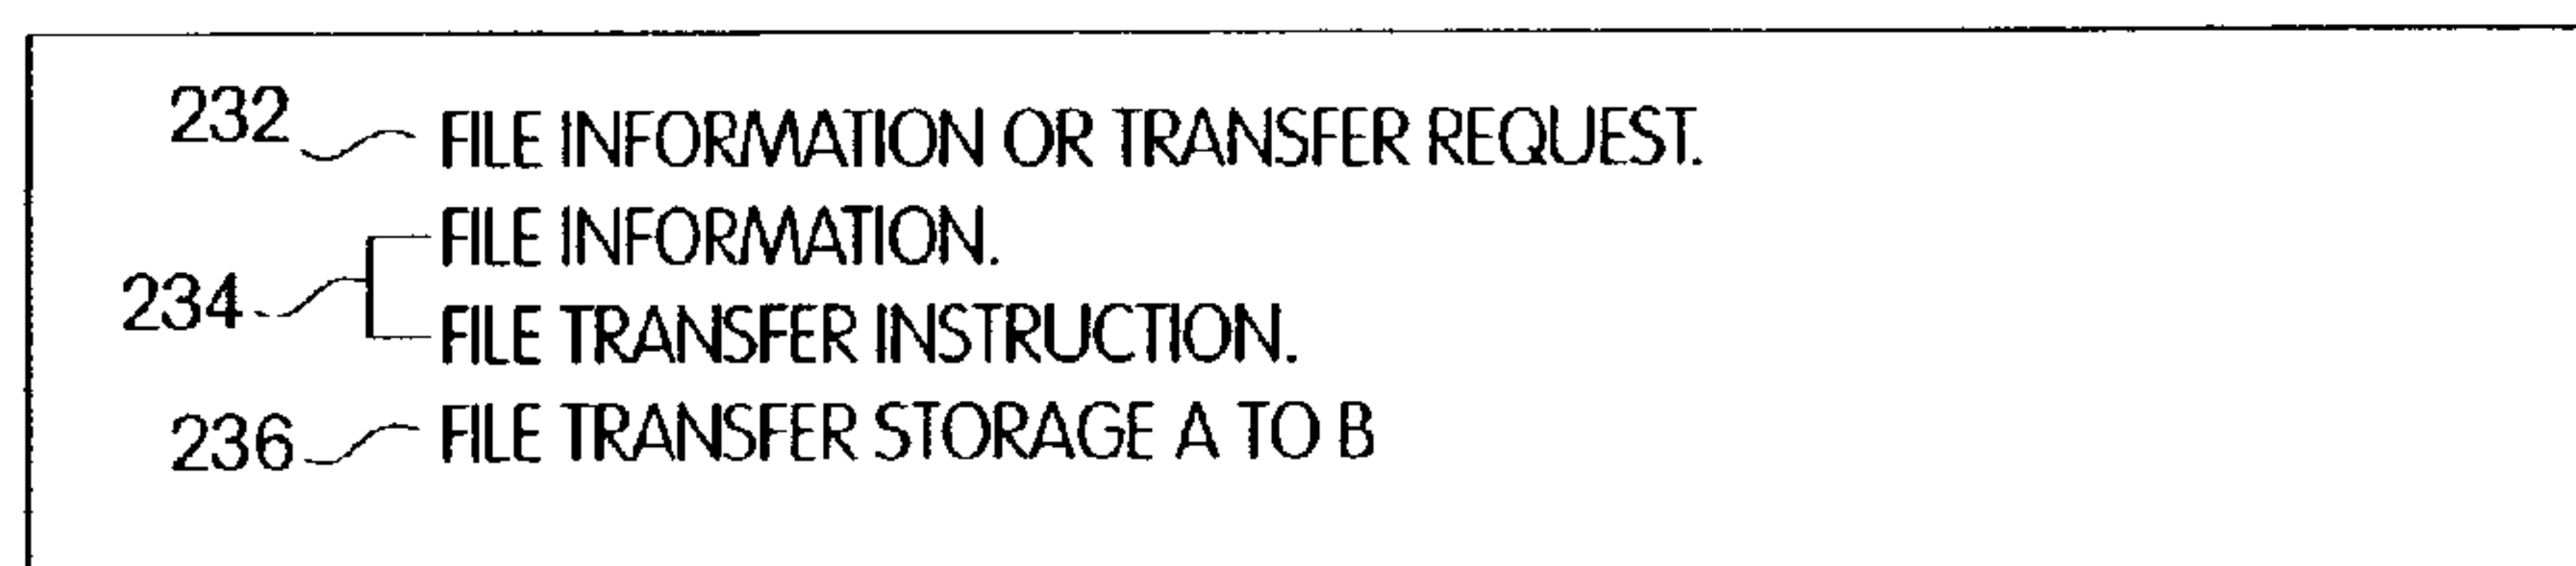 232 FILE INFORMATION OR TRANSFER REQUEST.
FILE INFORMATION.
234
FILE TRANSFER INSTRUCTION.
236 FILE TRANSFER STORAGE A TO B